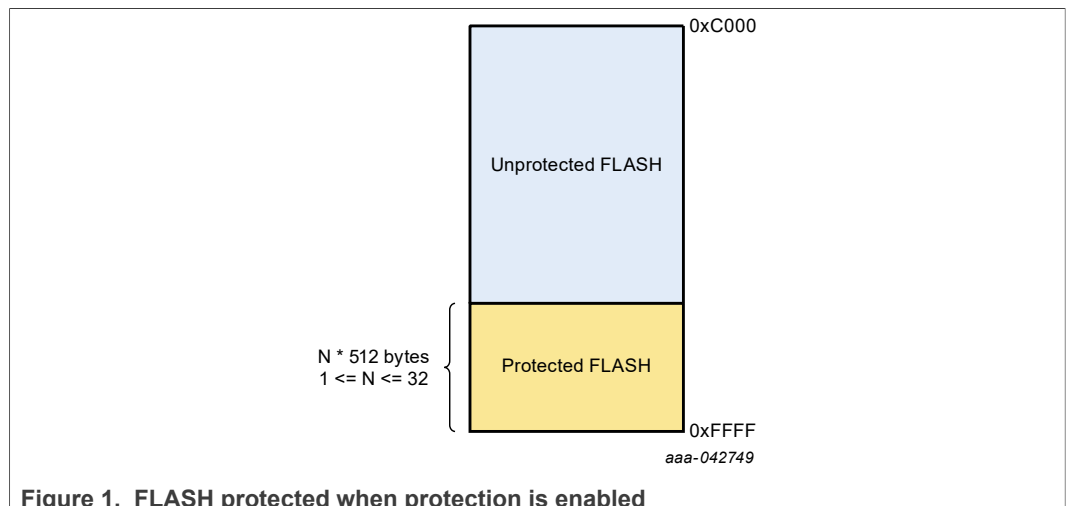 0xC000
Unprotected FLASH
N * 512 bytes
1 <= N <= 32
Protected FLASH
0xFFFF
aaa-042749
Figure 1. FLASH protected when protection is enabled